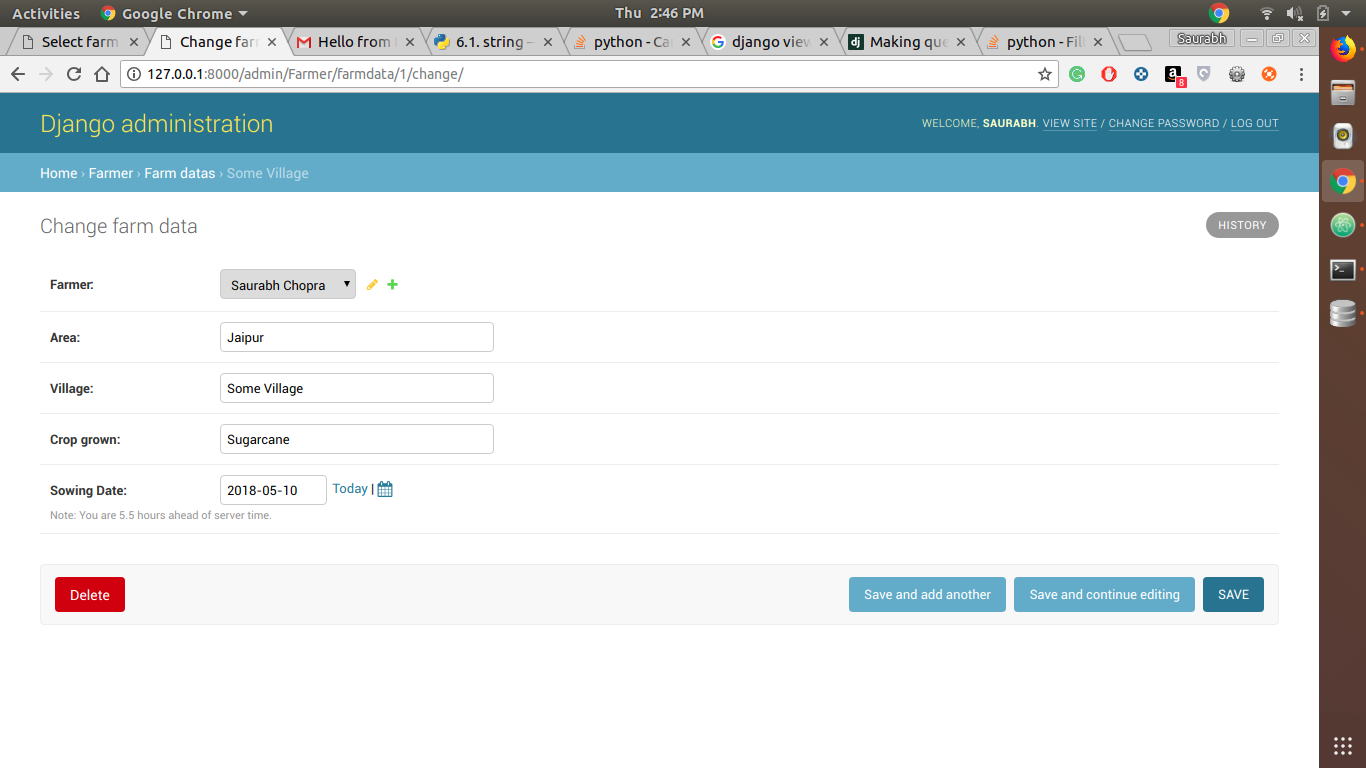 Activities Google Chrome Thu 2:46 PM
Select farm Change far Hello from 6.1. string – python - Ca django view Making que python - Fil Saurabh
127.0.0.1:8000/admin/Farmer/farmdata/1/change/ 8
Django administration WELCOME, SAURABH. VIEW SITE / CHANGE PASSWORD / LOG OUT
Home › Farmer › Farm datas › Some Village
Change farm data HISTORY
Farmer: Saurabh Chopra
Area: Jaipur
Village: Some Village
Crop grown: Sugarcane
Sowing Date: 2018-05-10 Today |
Note: You are 5.5 hours ahead of server time.
Delete Save and add another Save and continue editing SAVE